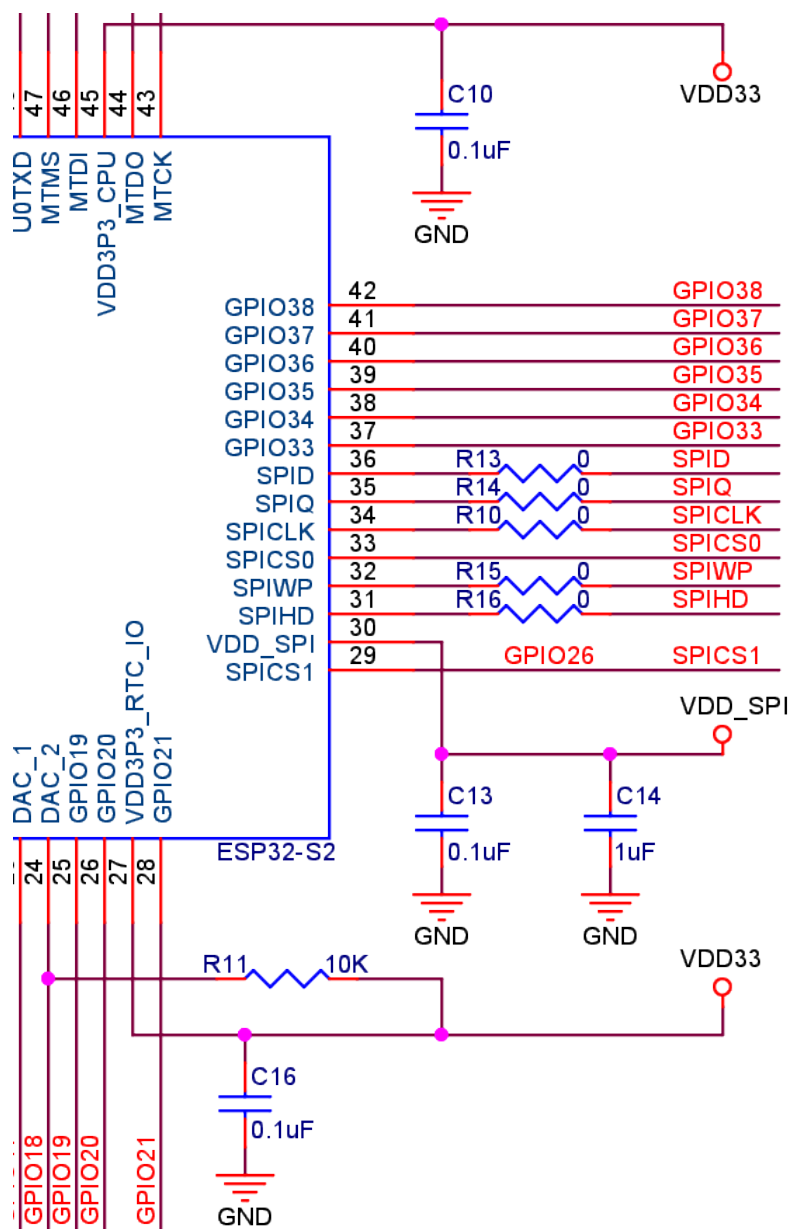 47
46
45
44
43
C10
0.1uF
GND
VDD33
U0TXD
MTMS
MTDI
VDD3P3_CPU
MTDO
MTCK
GPIO38 42 GPIO38
GPIO37 41 GPIO37
GPIO36 40 GPIO36
GPIO35 39 GPIO35
GPIO34 38 GPIO34
GPIO33 37 GPIO33
SPID 36 R13 0 SPID
SPIQ 35 R14 0 SPIQ
SPICLK 34 R10 0 SPICLK
SPICS0 33 SPICS0
SPIWP 32 R15 0 SPIWP
SPIHD 31 R16 0 SPIHD
VDD_SPI 30
SPICS1 29 GPIO26 SPICS1
VDD_SPI
DAC_1
DAC_2
GPIO19
GPIO20
VDD3P3_RTC_IO
GPIO21
ESP32-S2
C13
0.1uF
GND
C14
1uF
GND
24
25
26
27
28
R11 10K
VDD33
C16
0.1uF
GND
GPIO18
GPIO19
GPIO20
GPIO21